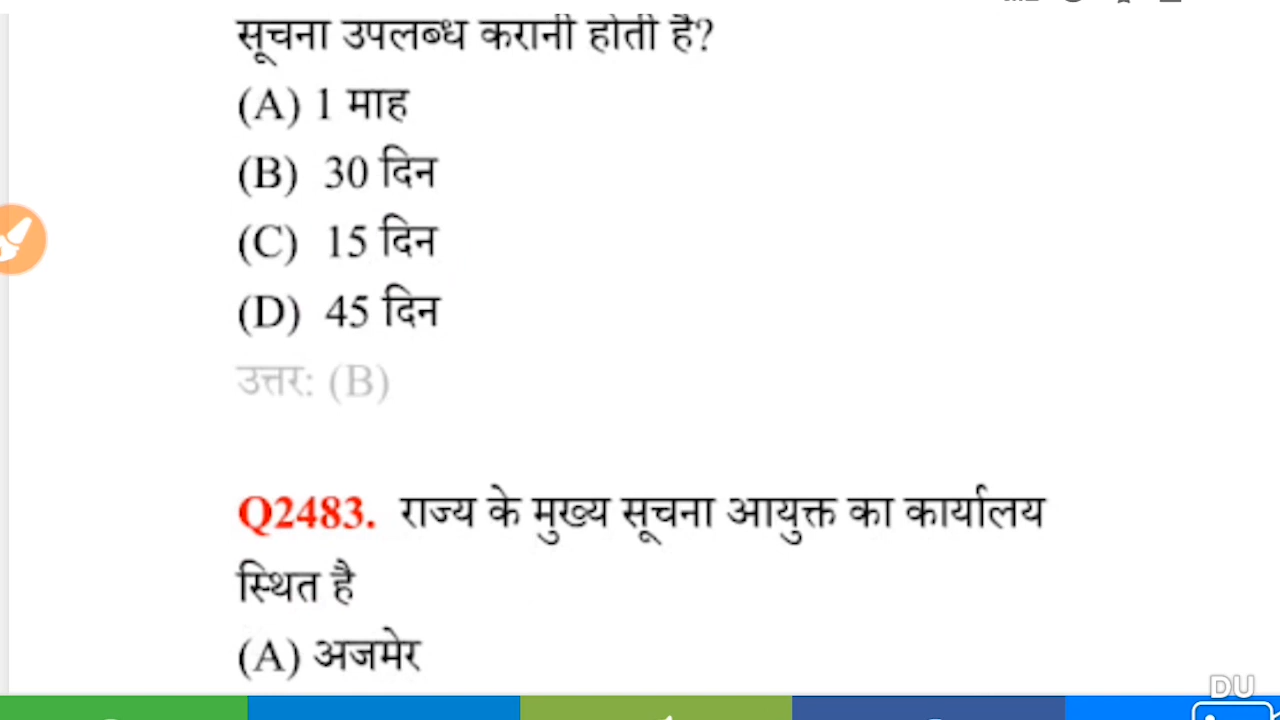 सूचना उपलब्ध करानी होती है?
(A) 1 माह
(B) 30 दिन
(C) 15 दिन
(D) 45 दिन
उत्तर: (B)
Q2483. राज्य के मुख्य सूचना आयुक्त का कार्यालय
स्थित है
(A) अजमेर
DU